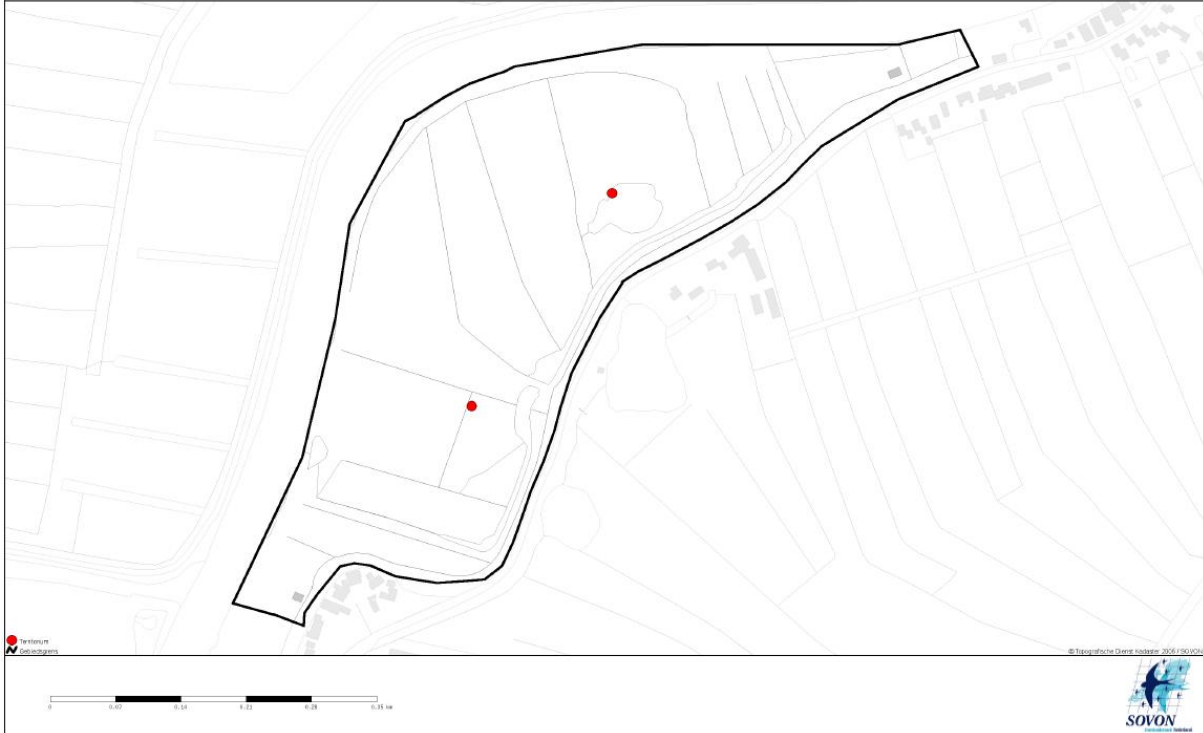 Territorium
Gebiedsgrens
© Topografische Dienst Kadaster 2006 / SOVON
0 0.07 0.14 0.21 0.28 0.35 km
SOVON